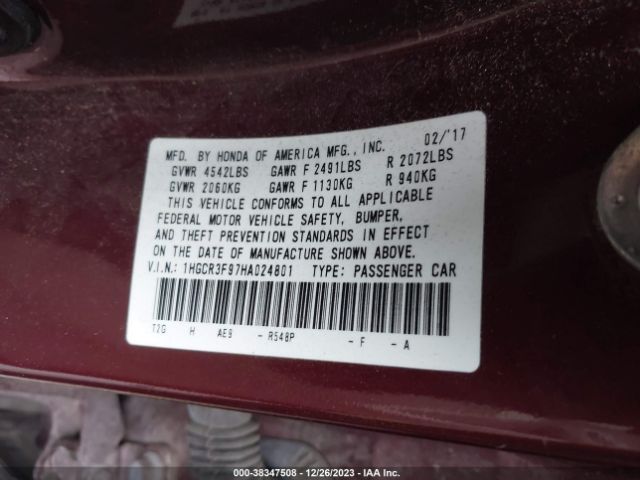 MFD. BY HONDA OF AMERICA MFG., INC. 02/'17
GVWR 4542LBS GAWR F 2491LBS R 2072LBS
GVWR 2060KG GAWR F 1130KG R 940KG
THIS VEHICLE CONFORMS TO ALL APPLICABLE
FEDERAL MOTOR VEHICLE SAFETY, BUMPER,
AND THEFT PREVENTION STANDARDS IN EFFECT
ON THE DATE OF MANUFACTURE SHOWN ABOVE.
V.I.N.: 1HGCR3F97HA024801 TYPE: PASSENGER CAR
T2G H AE9 - R548P - F - A
000-38347508 - 12/26/2023 - IAA Inc.